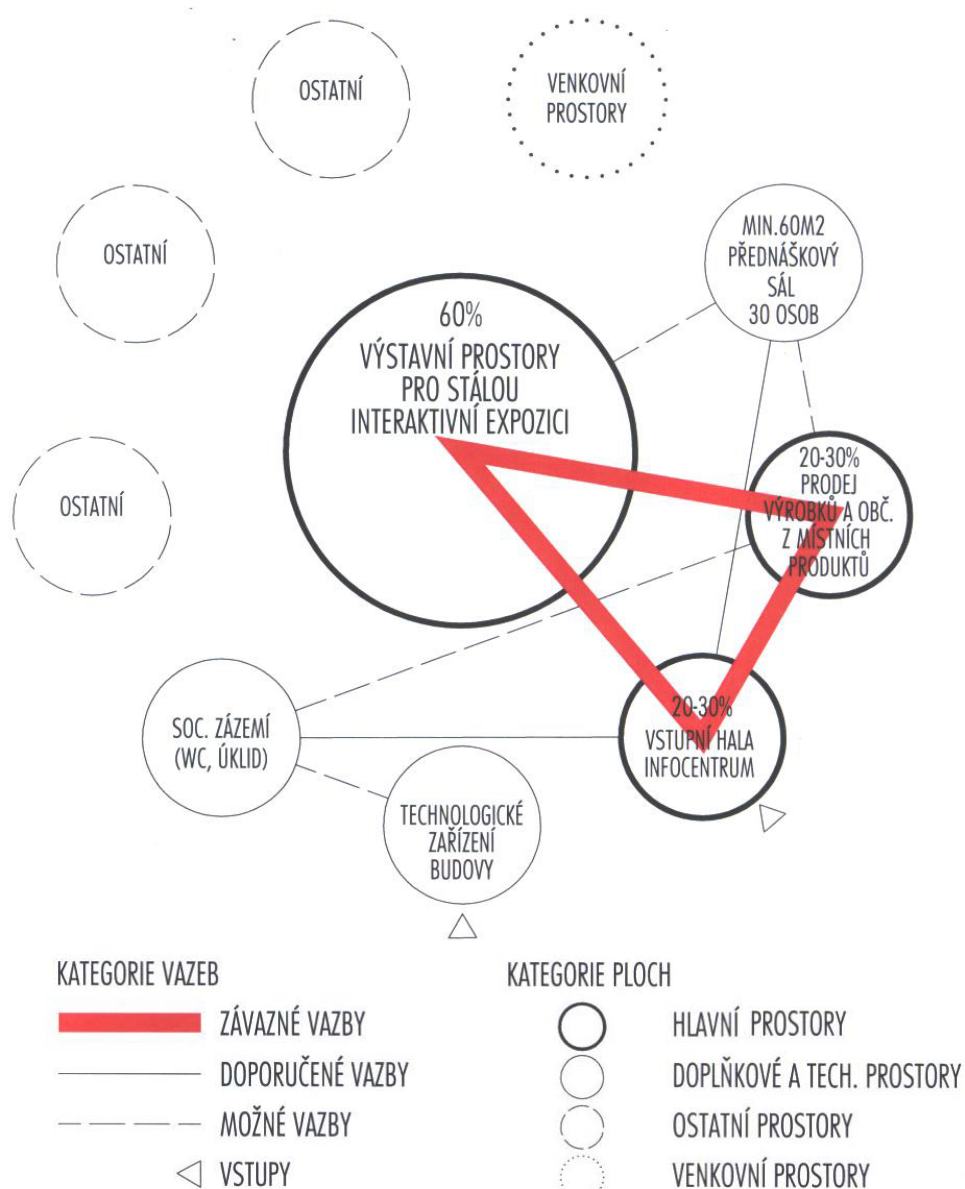 OSTATNÍ
VENKOVNÍ
PROSTORY
OSTATNÍ
MIN.60M2
PŘEDNÁŠKOVÝ
SÁL
30 OSOB
60%
VÝSTAVNÍ PROSTORY
PRO STÁLOU
INTERAKTIVNÍ EXPOZICI
OSTATNÍ
20-30%
PRODEJ
VÝROBKŮ A OBČ.
Z MÍSTNÍCH
PRODUKTŮ
SOC. ZÁZEMÍ
(WC, ÚKLID)
20-30%
VSTUPNÍ HALA
INFOCENTRUM
TECHNOLOGICKÉ
ZAŘÍZENÍ
BUDOVY
KATEGORIE VAZEB
ZÁVAZNÉ VAZBY
DOPORUČENÉ VAZBY
MOŽNÉ VAZBY
VSTUPY
KATEGORIE PLOCH
HLAVNÍ PROSTORY
DOPLŇKOVÉ A TECH. PROSTORY
OSTATNÍ PROSTORY
VENKOVNÍ PROSTORY